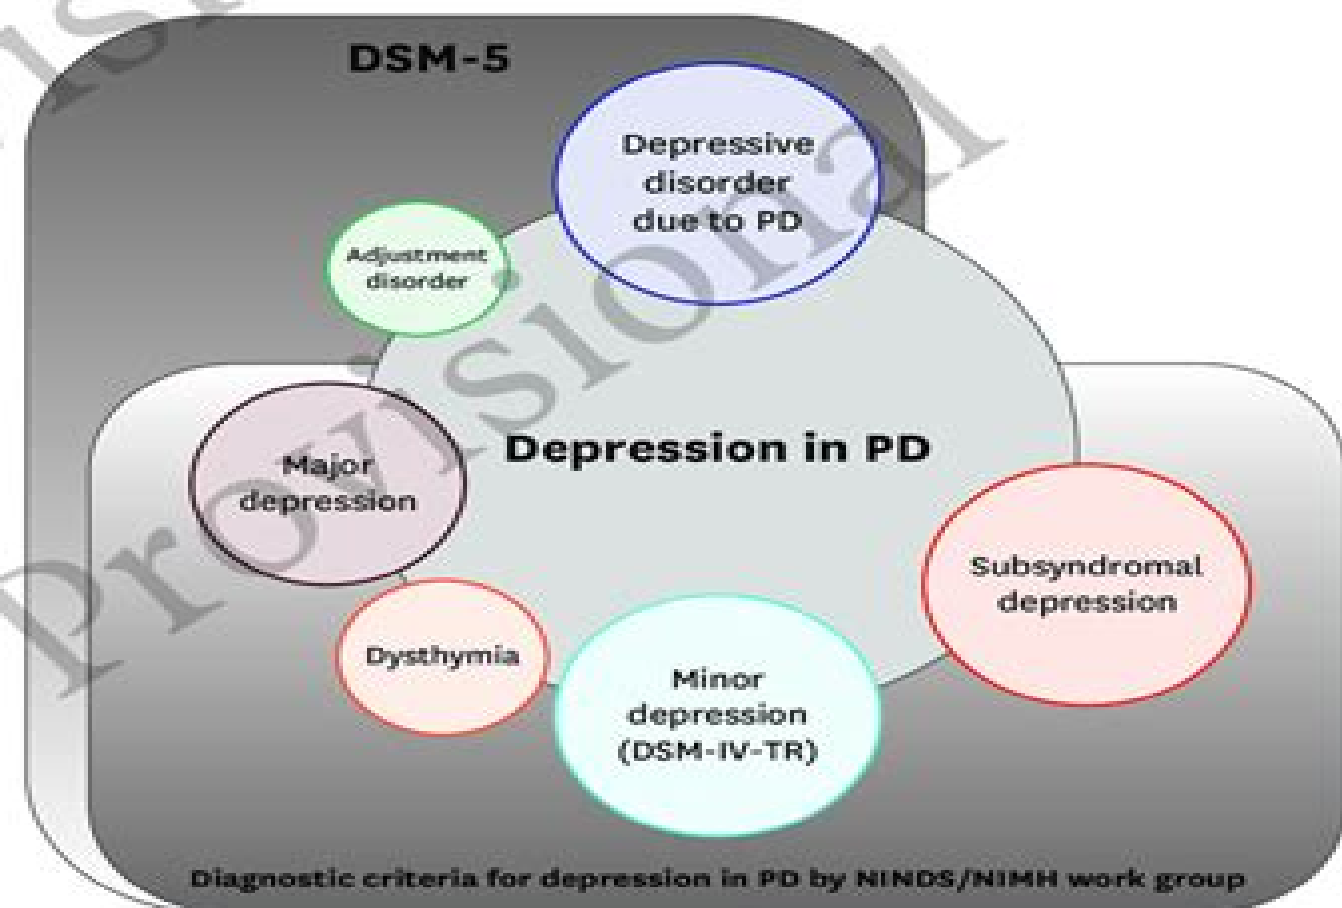 DSM-5
Depressive
disorder
due to PD
Adjustment
disorder
Major
depression
Depression in PD
Subsyndromal
depression
Dysthymia
Minor
depression
(DSM-IV-TR)
Diagnostic criteria for depression in PD by NINDS/NIMH work group
Provisional